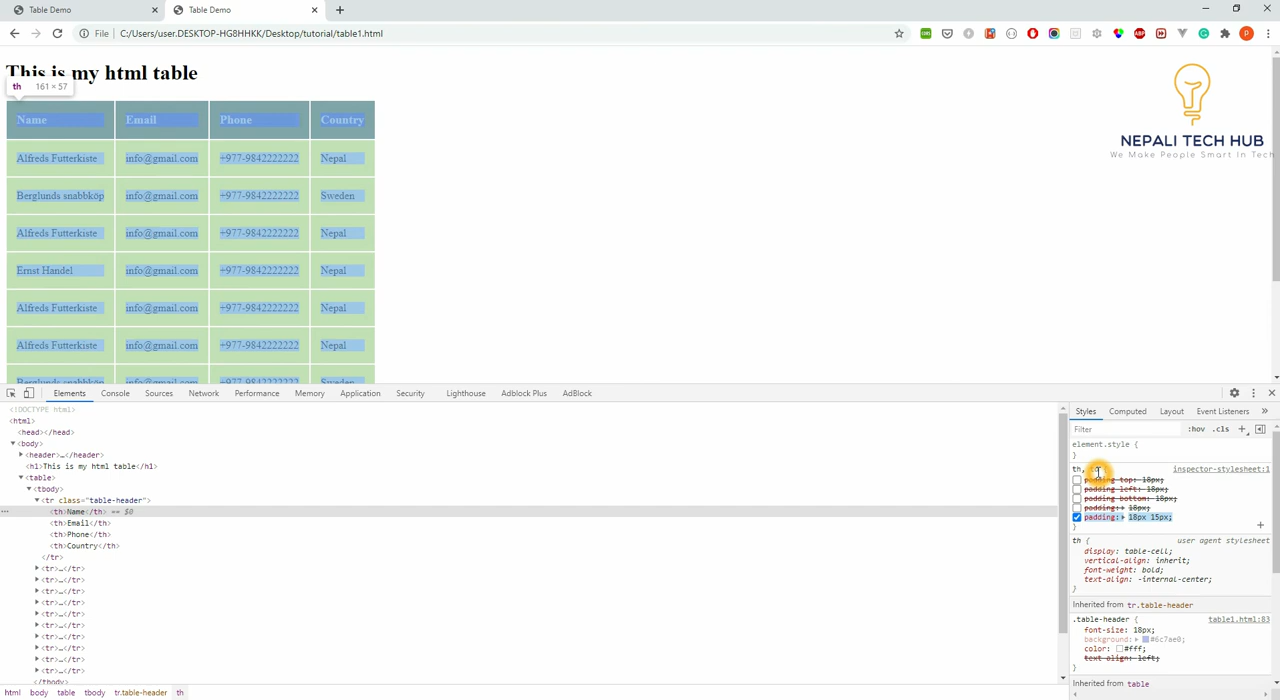 Table Demo
Table Demo
File C:/Users/user.DESKTOP-HG8HHKK/Desktop/tutorial/table1.html
This is my html table
th 161 × 57
NEPALI TECH HUB
We Make People Smart In Tech
Name Email Phone Country
Alfreds Futterkiste info@gmail.com +977-9842222222 Nepal
Berglunds snabbköp info@gmail.com +977-9842222222 Sweden
Alfreds Futterkiste info@gmail.com +977-9842222222 Nepal
Ernst Handel info@gmail.com +977-9842222222 Nepal
Alfreds Futterkiste info@gmail.com +977-9842222222 Nepal
Alfreds Futterkiste info@gmail.com +977-9842222222 Nepal
Berglunds snabbköp info@gmail.com +977-9842222222 Sweden
Elements Console Sources Network Performance Memory Application Security Lighthouse Adblock Plus AdBlock
<!DOCTYPE html>
<html>
<head></head>
<body>
<header>…</header>
<h1>This is my html table</h1>
<table>
<tbody>
<tr class="table-header">
<th>Name</th> == $0
<th>Email</th>
<th>Phone</th>
<th>Country</th>
</tr>
<tr>…</tr>
<tr>…</tr>
<tr>…</tr>
<tr>…</tr>
<tr>…</tr>
<tr>…</tr>
<tr>…</tr>
<tr>…</tr>
<tr>…</tr>
<tr>…</tr>
</tbody>
html body table tbody tr.table-header th
Styles Computed Layout Event Listeners »
Filter :hov .cls +
element.style {
}
th, inspector-stylesheet:1
padding-top: 18px;
padding-left: 18px;
padding-bottom: 18px;
padding: 18px;
padding: 18px 15px;
}
th { user agent stylesheet
display: table-cell;
vertical-align: inherit;
font-weight: bold;
text-align: -internal-center;
}
Inherited from tr.table-header
.table-header { table1.html:83
font-size: 18px;
background: #6c7ae0;
color: #fff;
text-align: left;
}
Inherited from table